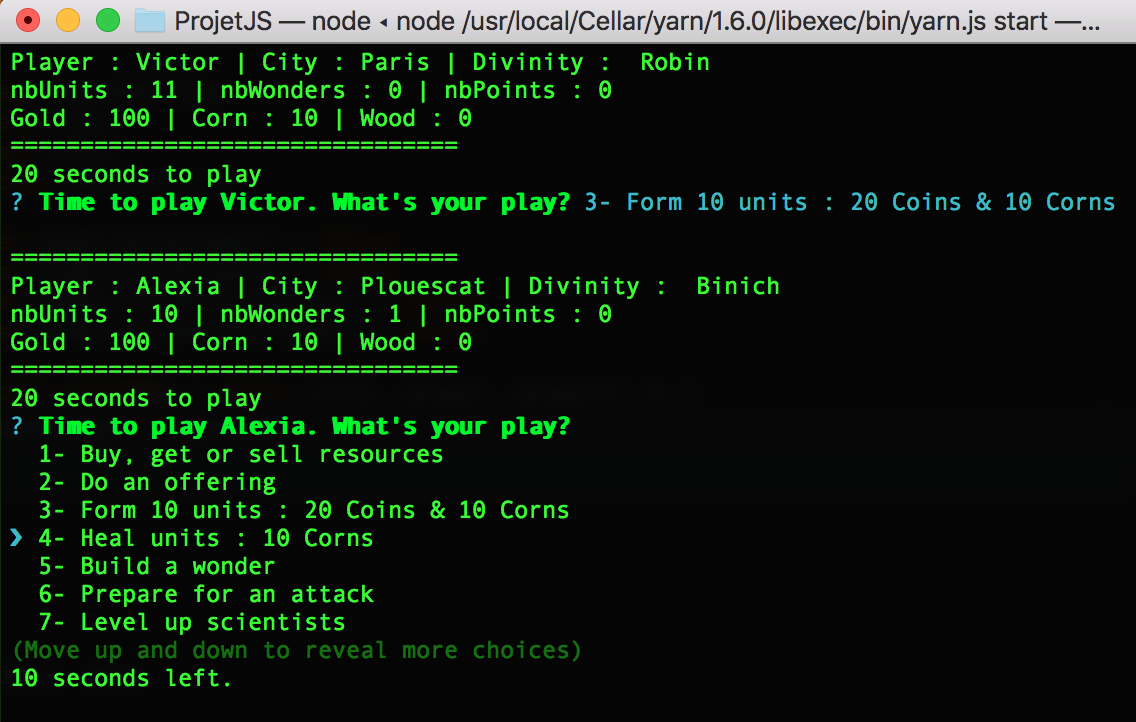 ProjetJS — node ◂ node /usr/local/Cellar/yarn/1.6.0/libexec/bin/yarn.js start —...
Player : Victor | City : Paris | Divinity :  Robin
nbUnits : 11 | nbWonders : 0 | nbPoints : 0
Gold : 100 | Corn : 10 | Wood : 0
================================
20 seconds to play
? Time to play Victor. What's your play? 3- Form 10 units : 20 Coins & 10 Corns
================================
Player : Alexia | City : Plouescat | Divinity :  Binich
nbUnits : 10 | nbWonders : 1 | nbPoints : 0
Gold : 100 | Corn : 10 | Wood : 0
================================
20 seconds to play
? Time to play Alexia. What's your play?
1- Buy, get or sell resources
2- Do an offering
3- Form 10 units : 20 Coins & 10 Corns
❯ 4- Heal units : 10 Corns
5- Build a wonder
6- Prepare for an attack
7- Level up scientists
(Move up and down to reveal more choices)
10 seconds left.